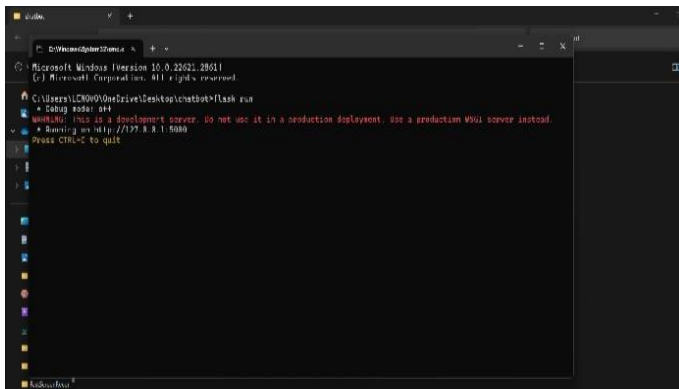 chatbot
Microsoft Windows [Version 10.0.22621.2861]
(c) Microsoft Corporation. All rights reserved.
C:\Users\LENOVO\OneDrive\Desktop\chatbot>flask run
* Debug mode: off
WARNING: This is a development server. Do not use it in a production deployment. Use a production WSGI server instead.
* Running on http://127.0.0.1:5000
Press CTRL+C to quit